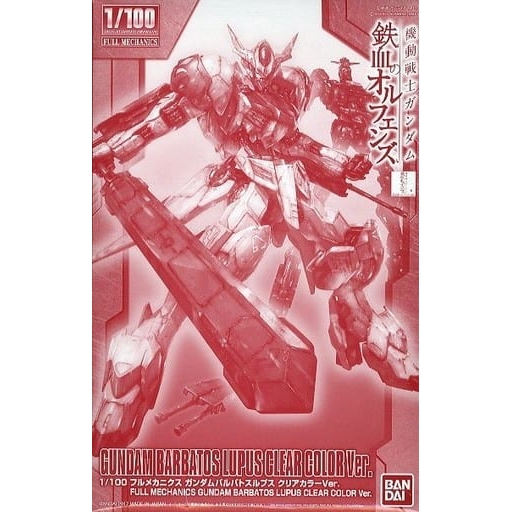 1/100
FULL MECHANICS
機動戦士ガンダム
鉄血のオルフェンズ
GUNDAM BARBATOS LUPUS CLEAR COLOR Ver.
1/100 フルメカニクス ガンダムバルバトスルプス クリアカラーVer.
FULL MECHANICS GUNDAM BARBATOS LUPUS CLEAR COLOR Ver.
BAN
DAI